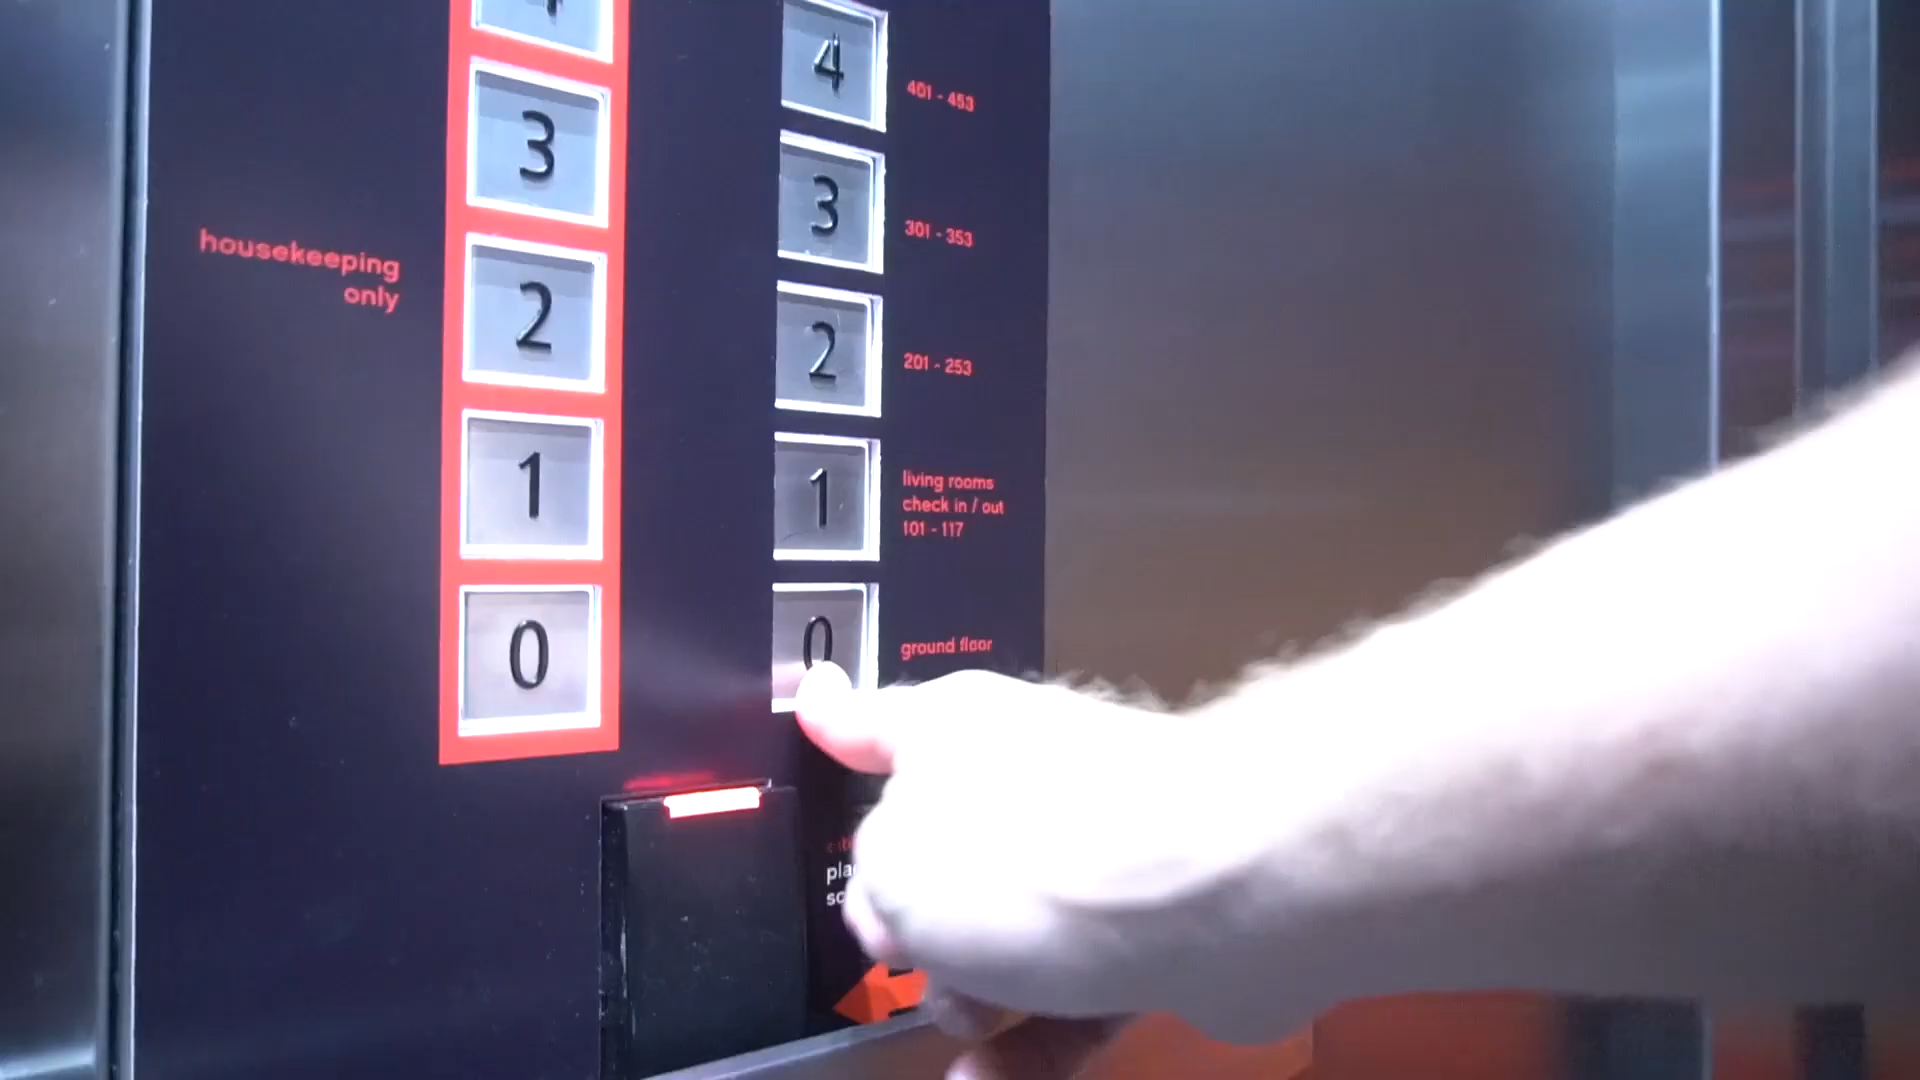 3
2
1
0
housekeeping
only
4
401 - 453
3
301 - 353
2
201 - 253
1
living rooms
check in / out
101 - 117
0
ground floor